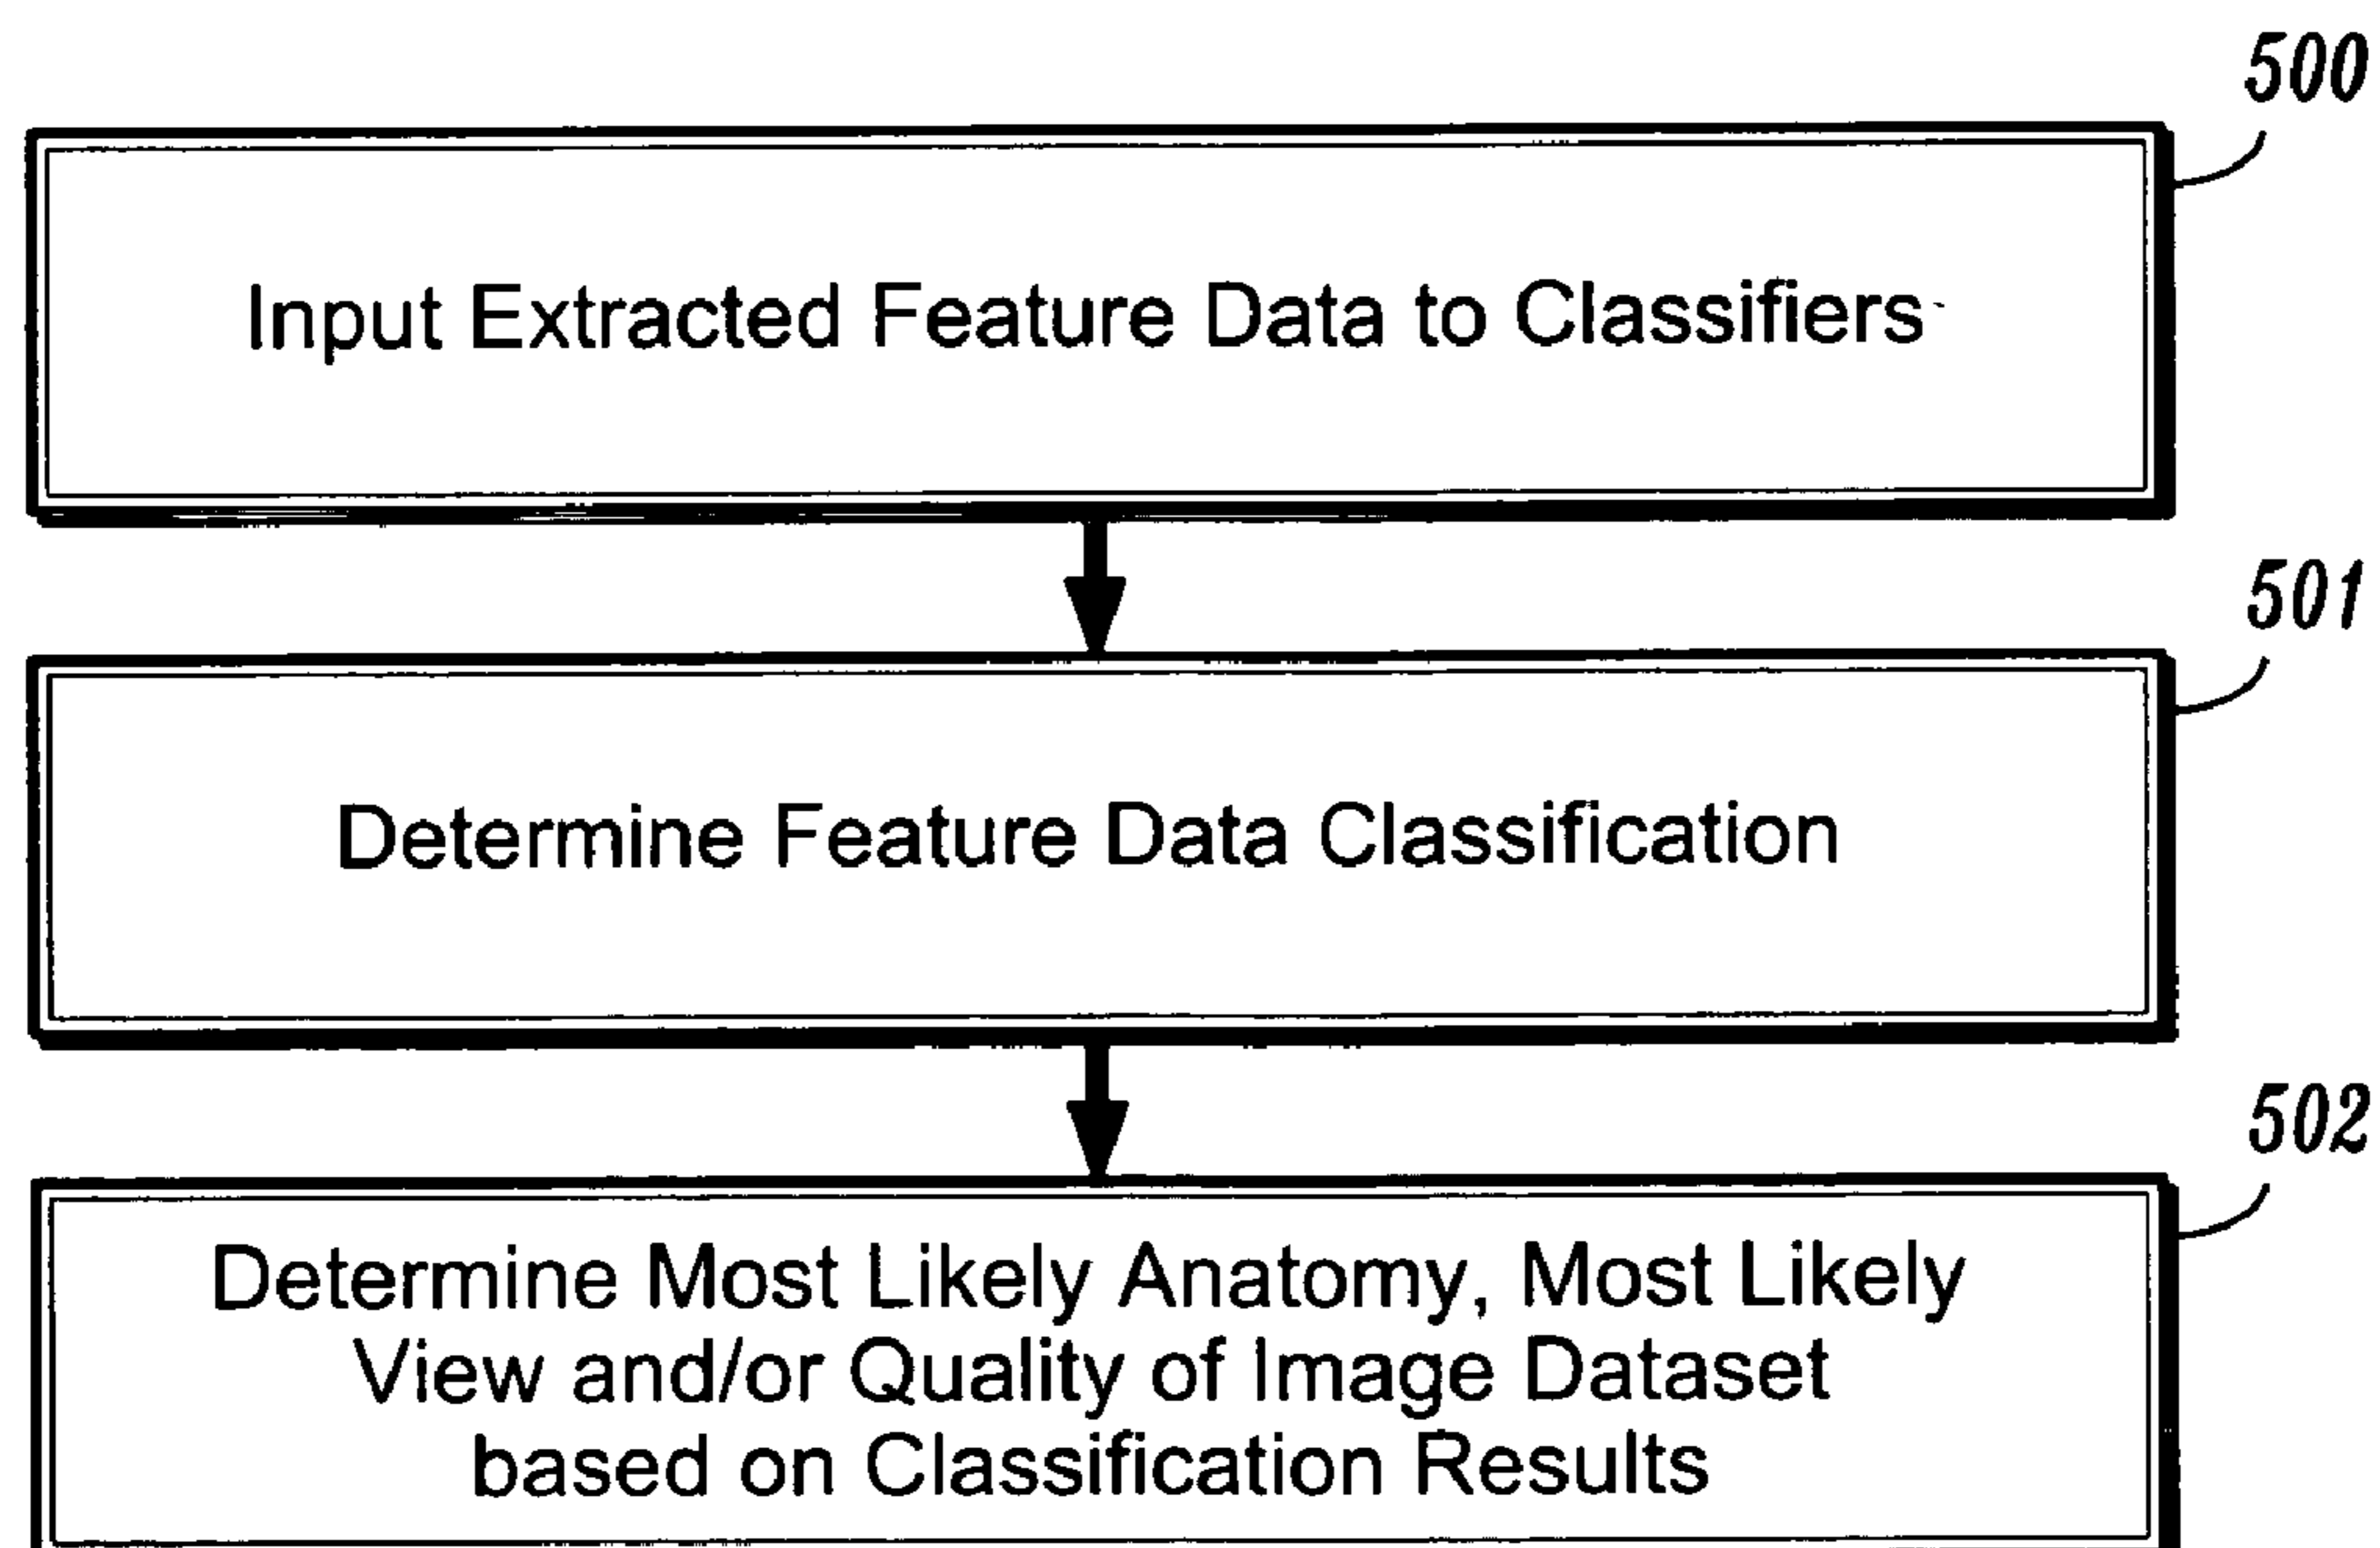 500
Input Extracted Feature Data to Classifiers
501
Determine Feature Data Classification
502
Determine Most Likely Anatomy, Most Likely
View and/or Quality of Image Dataset
based on Classification Results